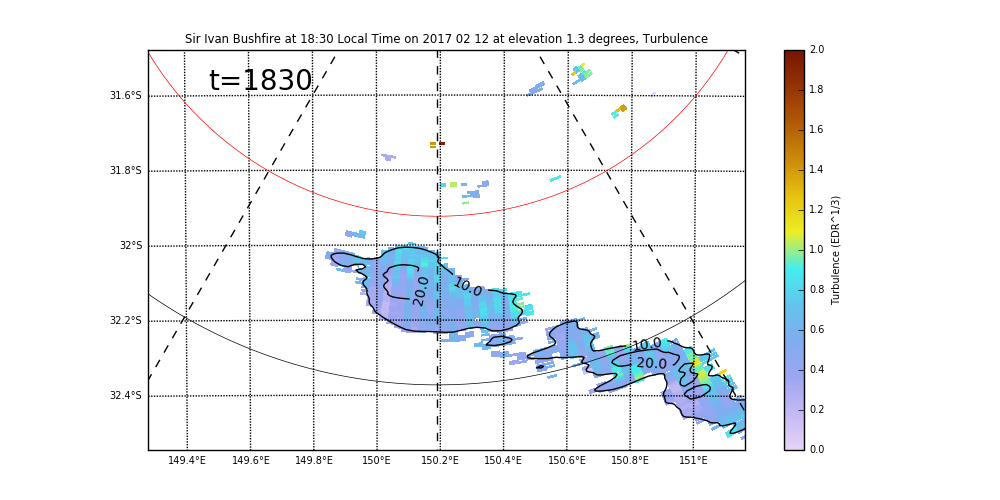 Sir Ivan Bushfire at 18:30 Local Time on 2017 02 12 at elevation 1.3 degrees, Turbulence
t=1830
31.6°S
31.8°S
32°S
32.2°S
32.4°S
149.4°E 149.6°E 149.8°E 150°E 150.2°E 150.4°E 150.6°E 150.8°E 151°E
20.0
10.0
10.0
20.0
2.0
1.8
1.6
1.4
1.2
1.0
0.8
0.6
0.4
0.2
0.0
Turbulence (EDR^1/3)